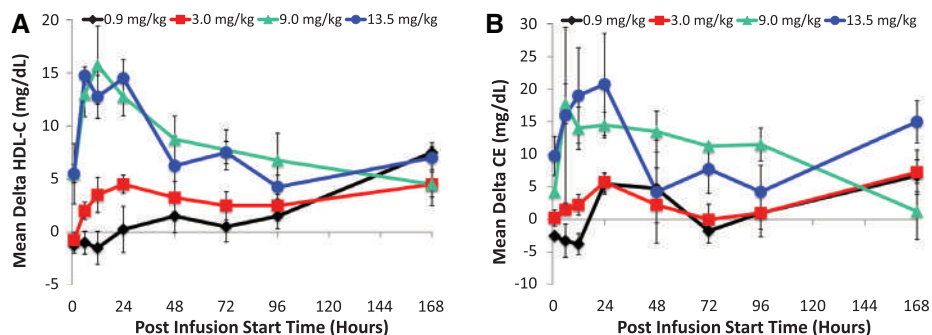 A
0.9 mg/kg 3.0 mg/kg 9.0 mg/kg 13.5 mg/kg
Mean Delta HDL-C (mg/dL)
20
15
10
5
0
-5
0 24 48 72 96 120 144 168
Post Infusion Start Time (Hours)
B
0.9 mg/kg 3.0 mg/kg 9.0 mg/kg 13.5 mg/kg
Mean Delta CE (mg/dL)
30
25
20
15
10
5
0
-5
-10
0 24 48 72 96 120 144 168
Post Infusion Start Time (Hours)